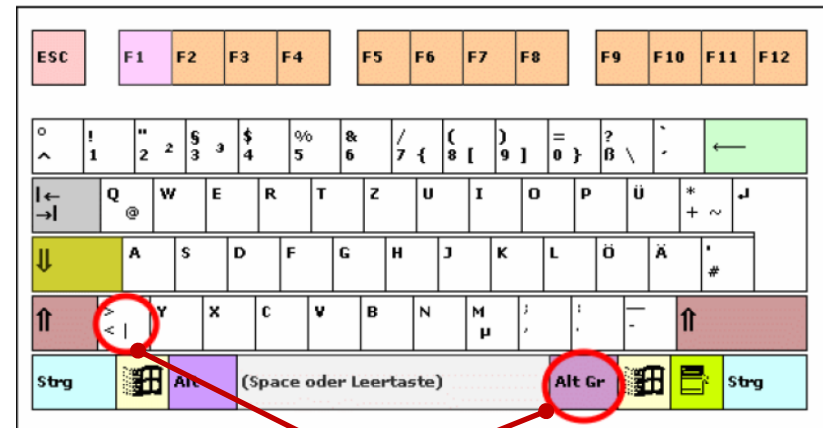 ESC F1 F2 F3 F4 F5 F6 F7 F8 F9 F10 F11 F12
° ! " § $ % & / ( ) = ? `
^ 1 2 ² 3 ³ 4 5 6 7 { 8 [ 9 ] 0 } ß \ ´ ←
|← Q W E R T Z U I O P Ü * ↵
→| @ + ~
⇓ A S D F G H J K L Ö Ä '
#
⇑ > Y X C V B N M ; : — ⇑
< | µ , . -
Strg Alt (Space oder Leertaste) Alt Gr Strg